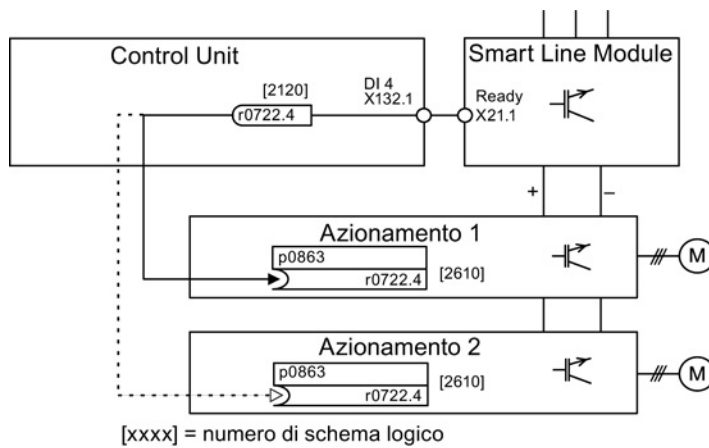 Control Unit
Smart Line Module
[2120]
r0722.4
DI 4
X132.1
Ready
X21.1
+
–
Azionamento 1
p0863
r0722.4
[2610]
M
Azionamento 2
p0863
r0722.4
[2610]
M
[xxxx] = numero di schema logico